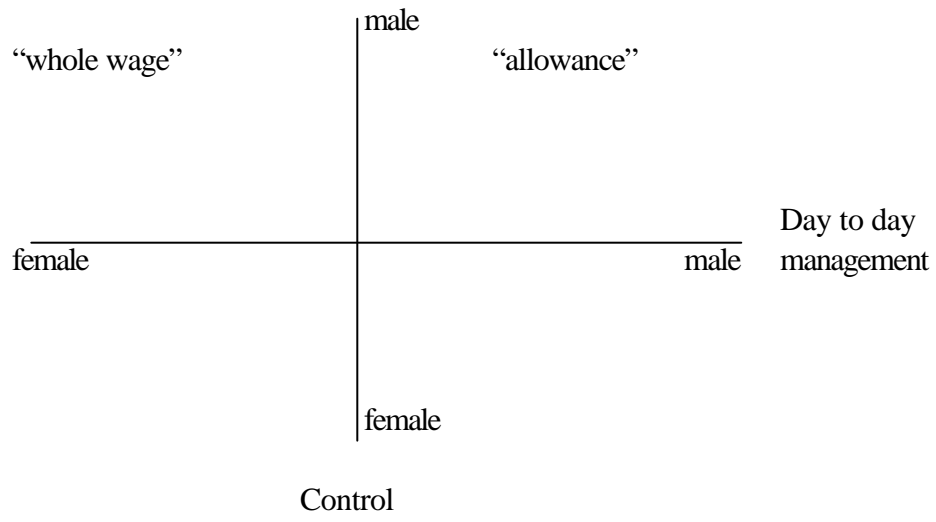 male
“whole wage”
“allowance”
Day to day
management
female
male
female
Control